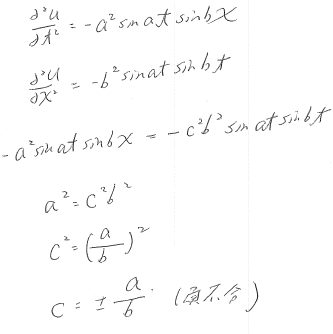 ∂²u/∂t² = -a² sin at sin bx
∂²u/∂x² = -b² sin at sin bt
-a² sin at sin bx = -c²b² sin at sin bt
a² = c²b²
c² = (a/b)²
c = ± a/b. (負不合)